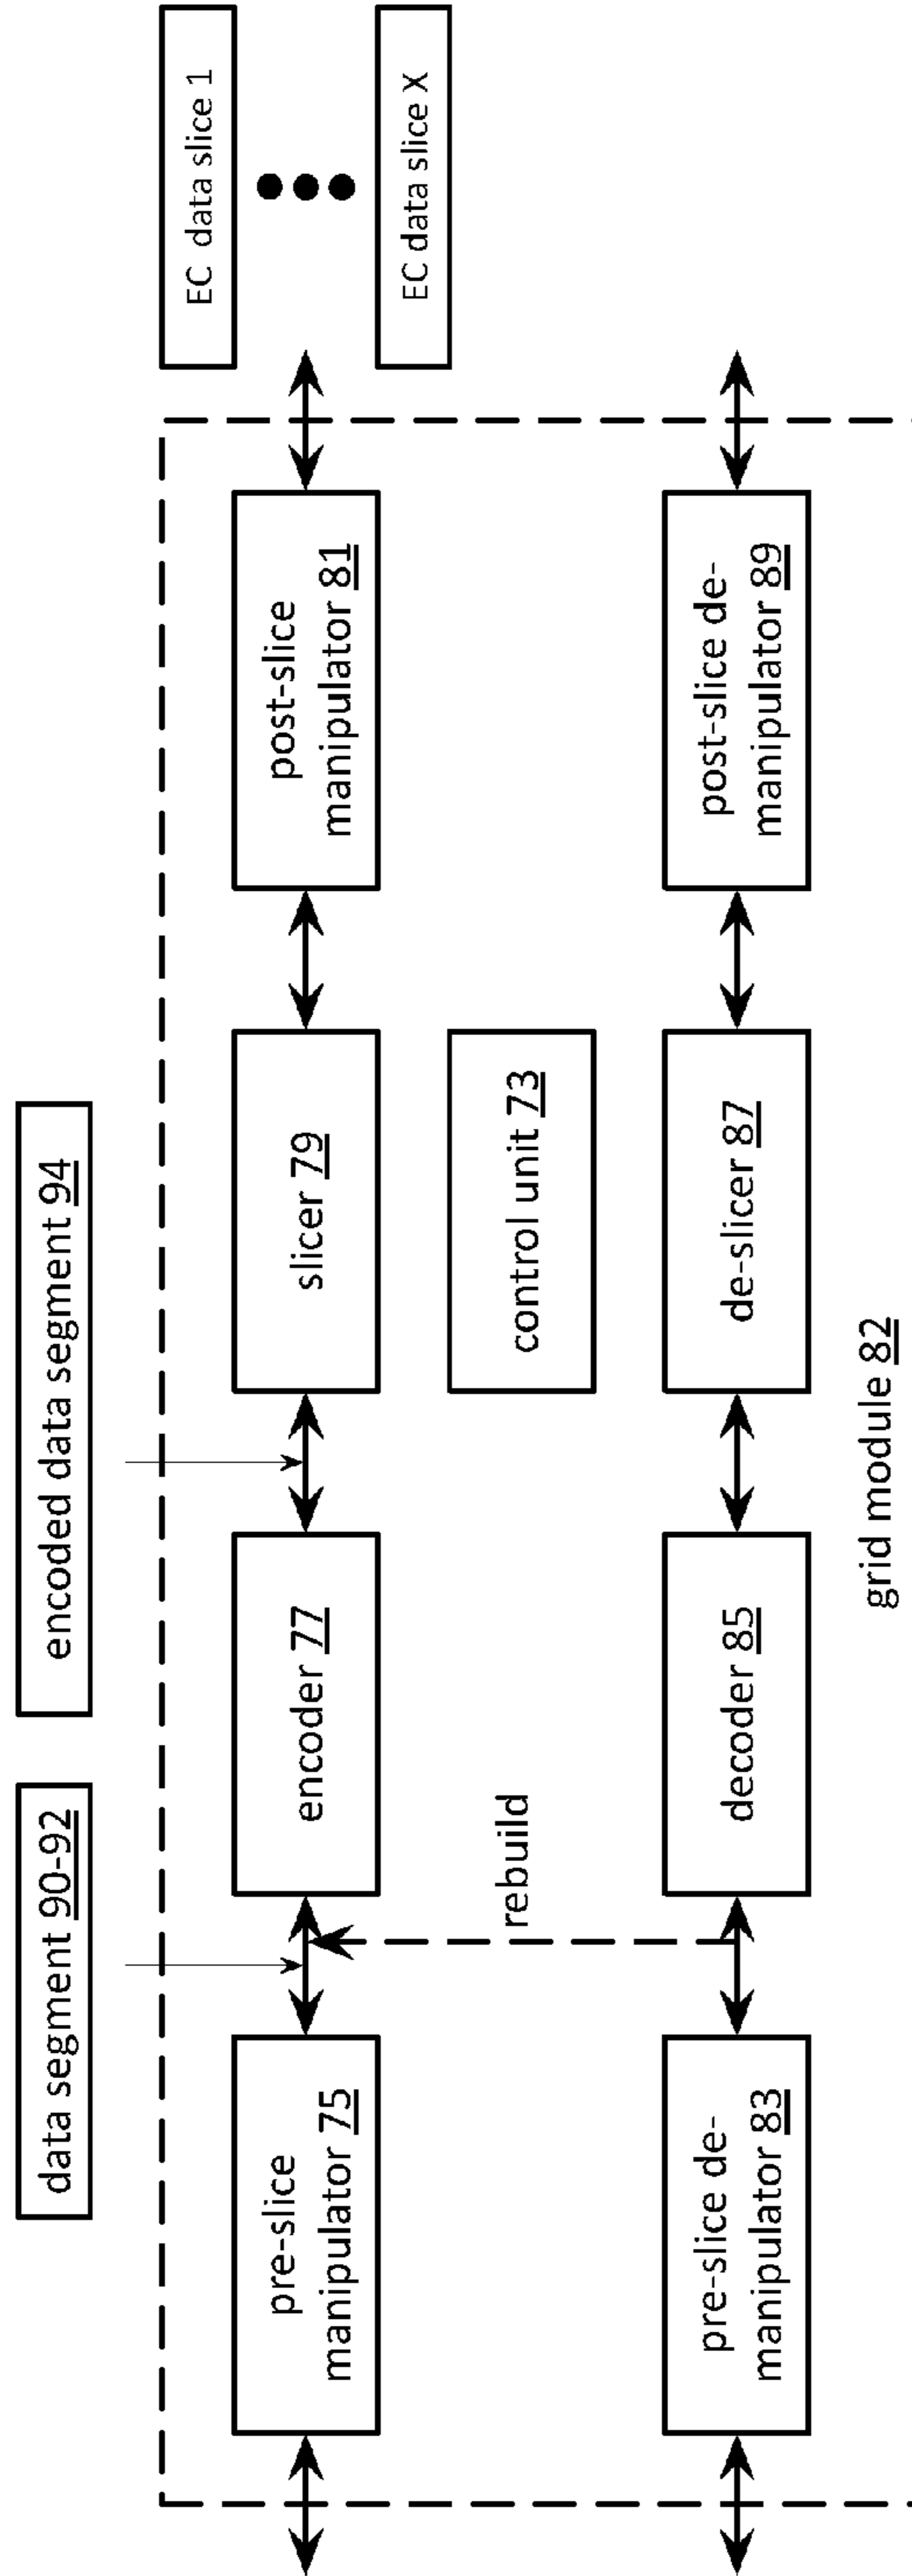 data segment 90-92
encoded data segment 94
EC data slice 1
EC data slice X
pre-slice
manipulator 75
encoder 77
slicer 79
post-slice
manipulator 81
rebuild
control unit 73
pre-slice de-
manipulator 83
decoder 85
de-slicer 87
post-slice de-
manipulator 89
grid module 82